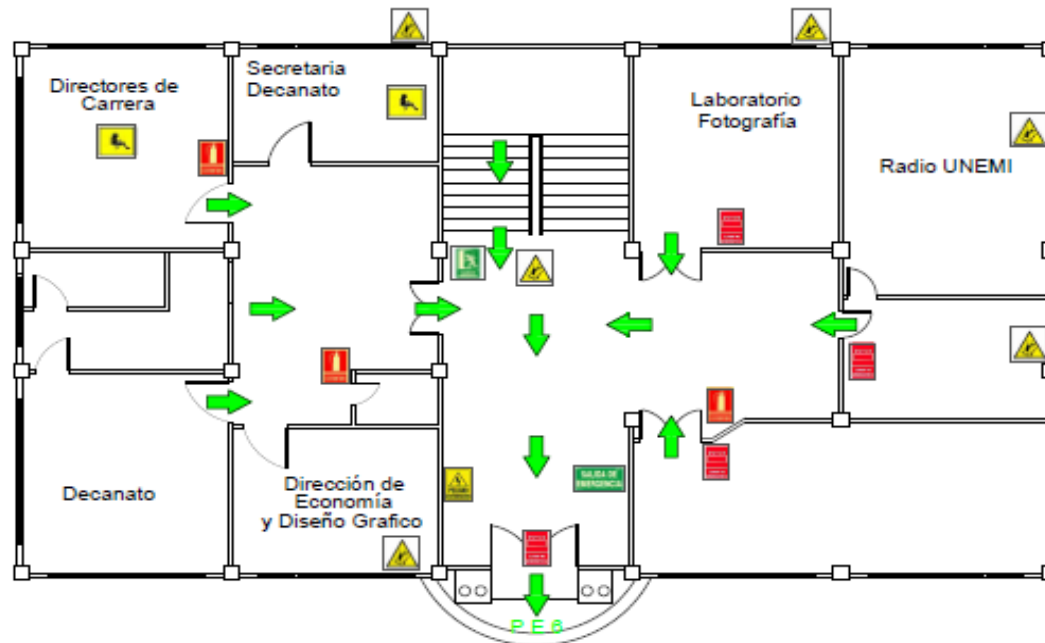 Directores de
Carrera
Secretaria
Decanato
Laboratorio
Fotografía
Radio UNEMI
Decanato
Dirección de
Economía
y Diseño Grafico
SALIDA DE
EMERGENCIA
P E 6